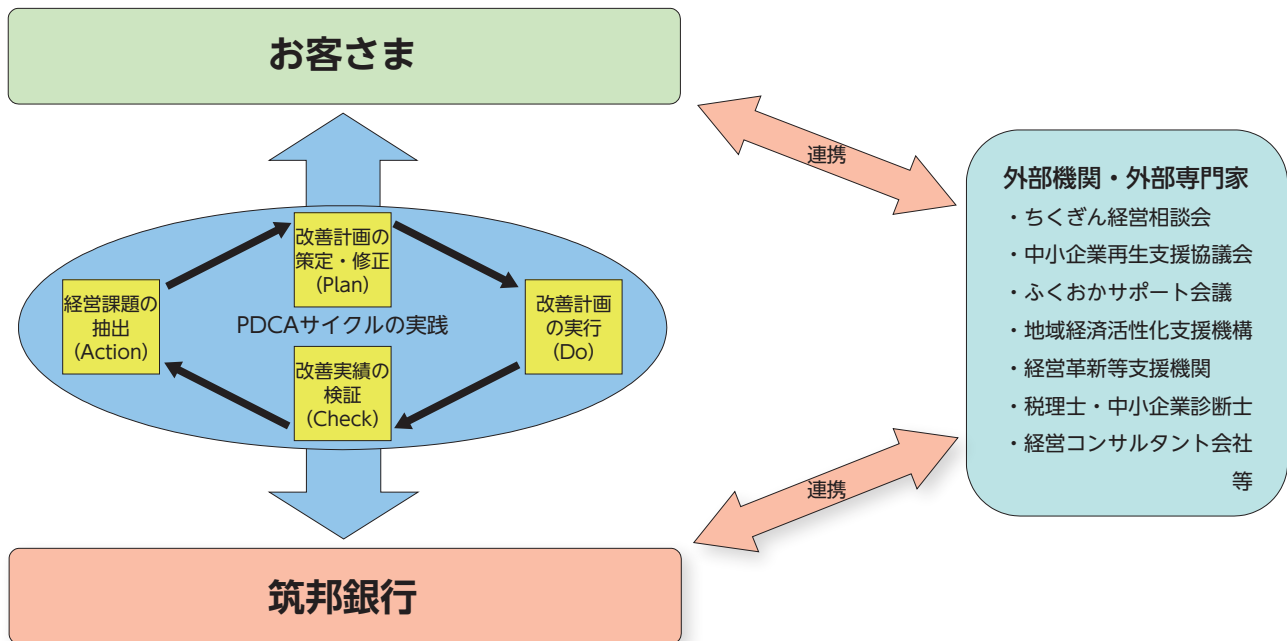 お客さま
連携
外部機関・外部専門家
・ちくぎん経営相談会
・中小企業再生支援協議会
・ふくおかサポート会議
・地域経済活性化支援機構
・経営革新等支援機関
・税理士・中小企業診断士
・経営コンサルタント会社
等
改善計画の
策定・修正
(Plan)
経営課題の
抽出
(Action)
PDCAサイクルの実践
改善計画
の実行
(Do)
改善実績の
検証
(Check)
連携
筑邦銀行